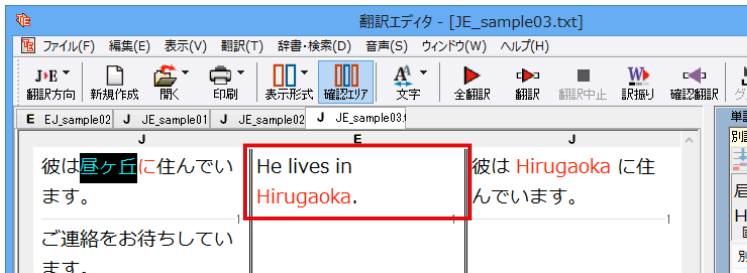 翻訳エディタ - [JE_sample03.txt]
ファイル(F) 編集(E) 表示(V) 翻訳(T) 辞書・検索(D) 音声(S) ウィンドウ(W) ヘルプ(H)
翻訳方向 新規作成 開く 印刷 表示形式 確認エリア 文字 全翻訳 翻訳 翻訳中止 訳振り 確認翻訳
E EJ_sample02 J JE_sample01 J JE_sample02 J JE_sample03
J E J
彼は昼ヶ丘に住んでい He lives in 彼は Hirugaoka に住
ます。 Hirugaoka. んでいます。
1 1 1
ご連絡をお待ちしてい
ます。